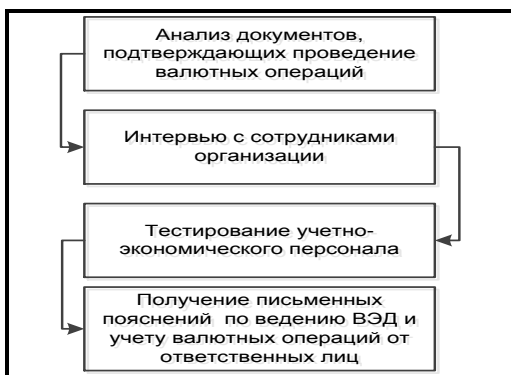 Анализ документов,
подтверждающих проведение
валютных операций
Интервью с сотрудниками
организации
Тестирование учетно-
экономического персонала
Получение письменных
пояснений по ведению ВЭД и
учету валютных операций от
ответственных лиц